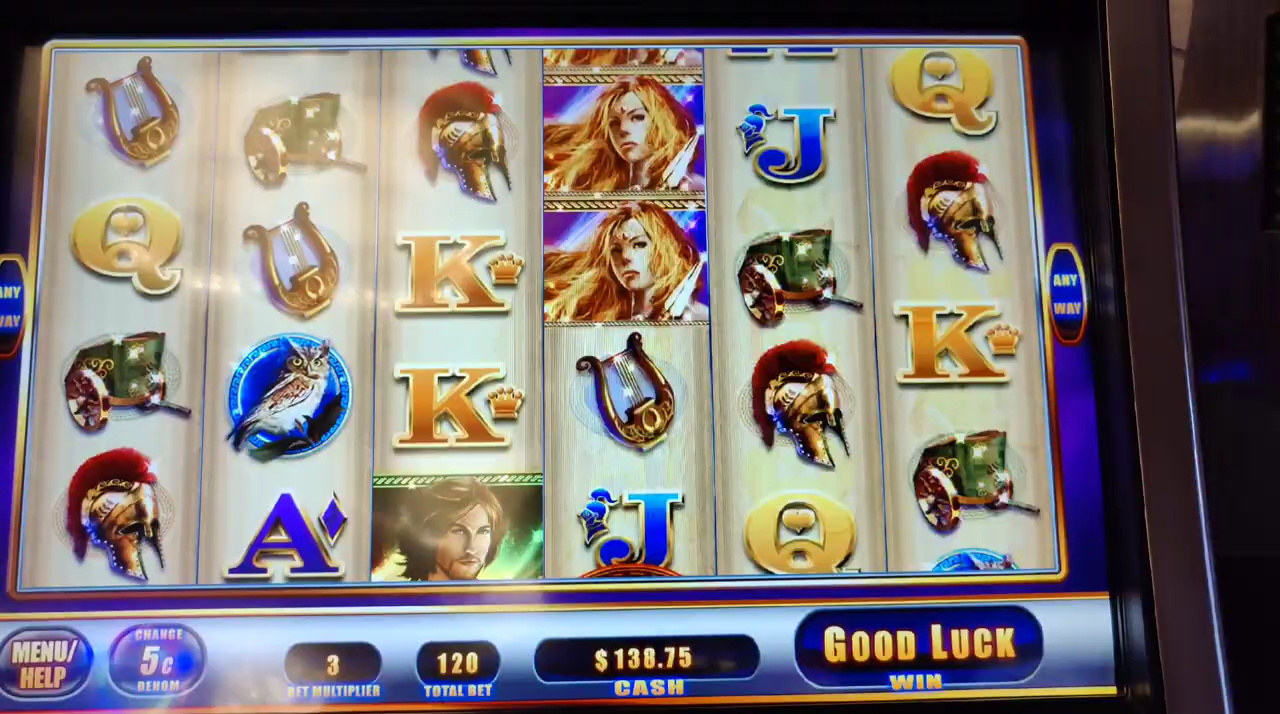 Q
J
Q
K
K
K
A
J
Q
ANY
WAY
ANY
WAY
MENU/
HELP
CHANGE
5¢
DENOM
3
BET MULTIPLIER
120
TOTAL BET
$138.75
CASH
GOOD LUCK
WIN